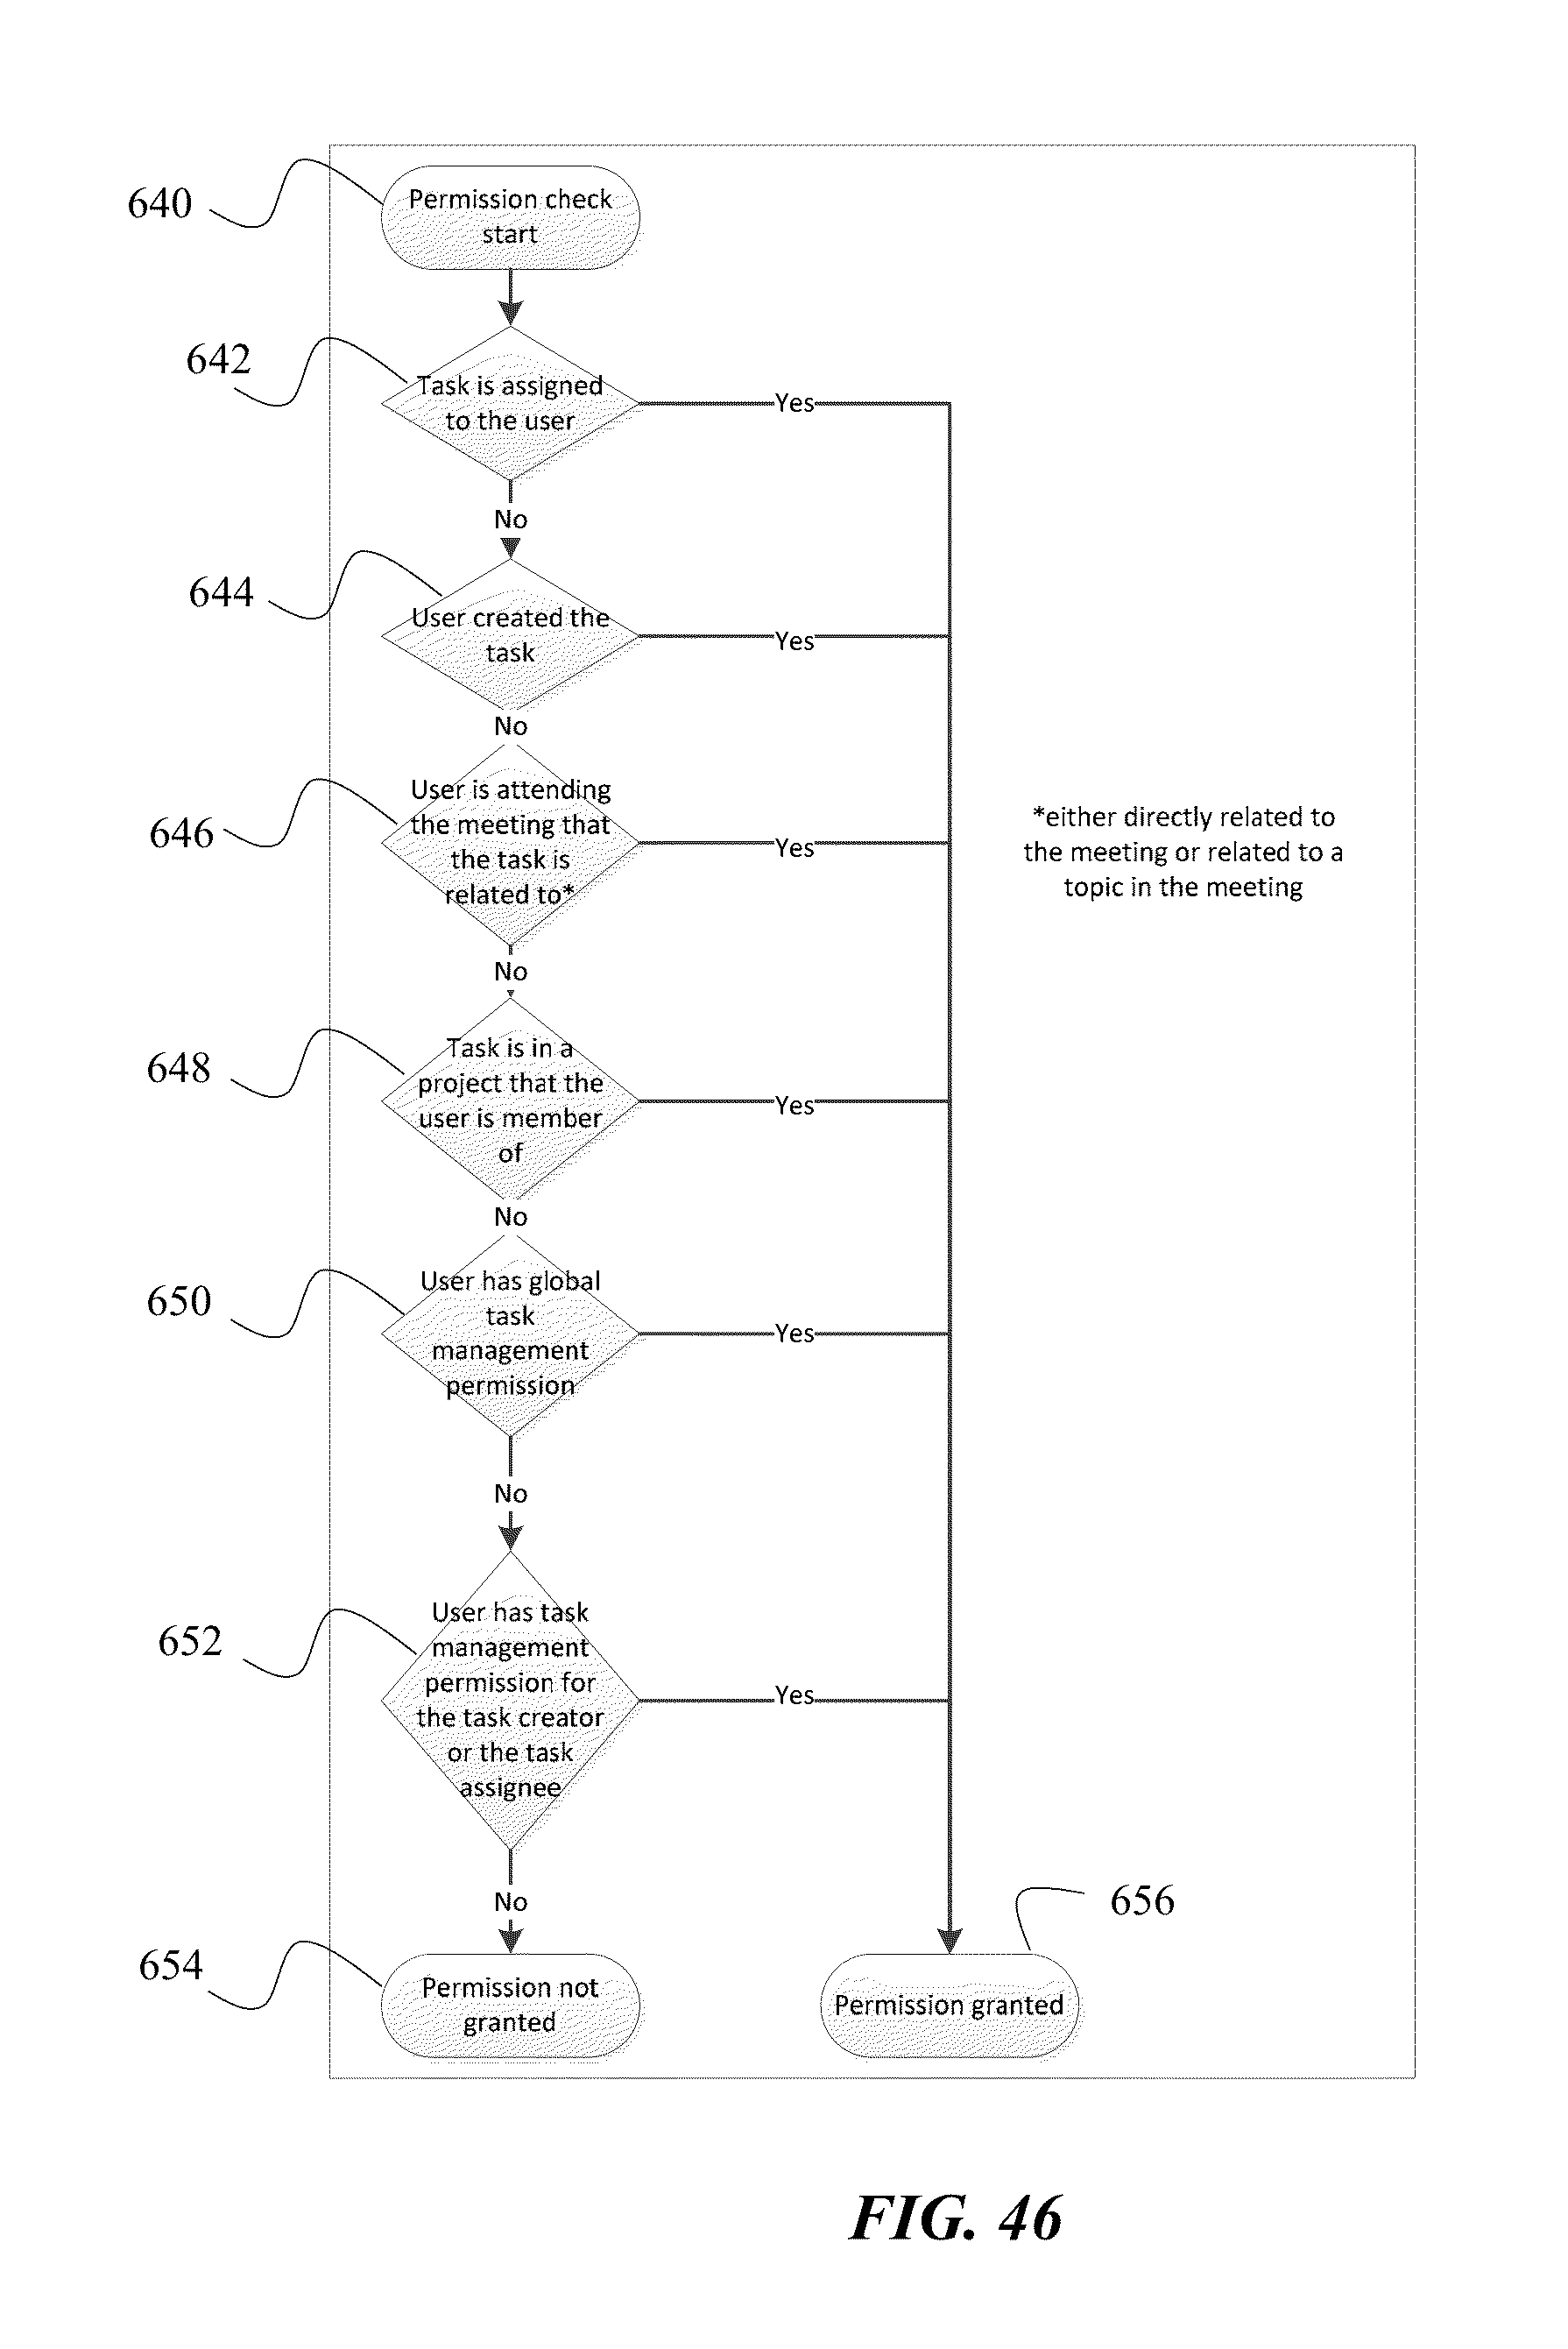 640
Permission check
start
642
Task is assigned
to the user
Yes
No
644
User created the
task
Yes
No
646
User is attending
the meeting that
the task is
related to*
Yes
*either directly related to
the meeting or related to a
topic in the meeting
No
648
Task is in a
project that the
user is member
of
Yes
No
650
User has global
task
management
permission
Yes
No
652
User has task
management
permission for
the task creator
or the task
assignee
Yes
No
654
Permission not
granted
656
Permission granted
FIG. 46